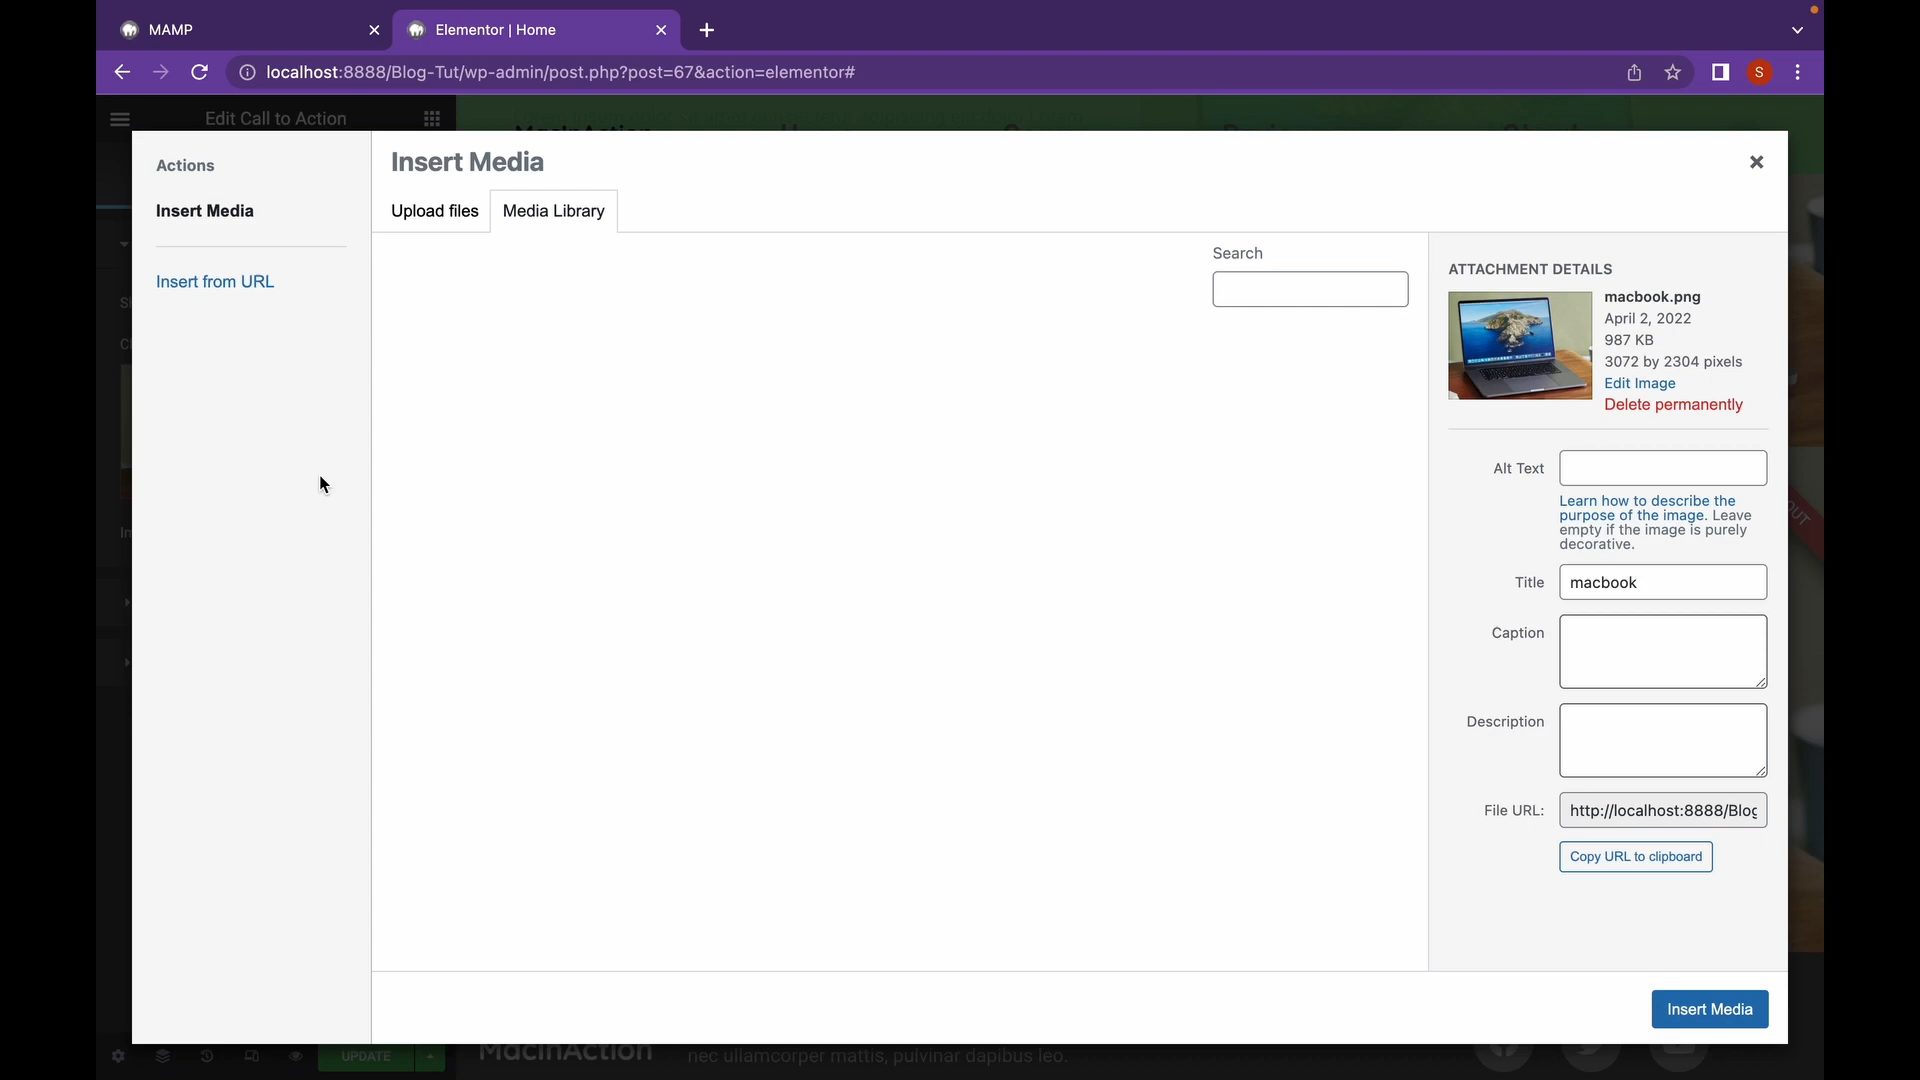 MAMP
Elementor | Home
localhost:8888/Blog-Tut/wp-admin/post.php?post=67&action=elementor#
S
Edit Call to Action
Actions
Insert Media
Insert from URL
Insert Media
Upload files
Media Library
Search
ATTACHMENT DETAILS
macbook.png
April 2, 2022
987 KB
3072 by 2304 pixels
Edit Image
Delete permanently
Alt Text
Learn how to describe the
purpose of the image. Leave
empty if the image is purely
decorative.
Title
macbook
Caption
Description
File URL:
http://localhost:8888/Blog
Copy URL to clipboard
Insert Media
UPDATE
MacInAction
nec ullamcorper mattis, pulvinar dapibus leo.